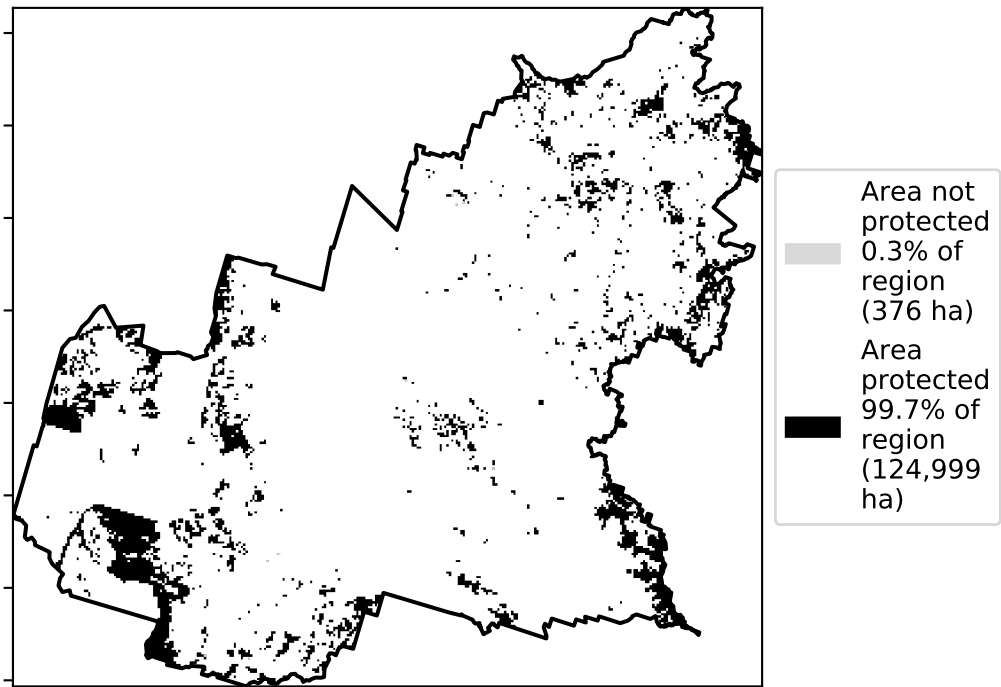 Area not
protected
0.3% of
region
(376 ha)
Area
protected
99.7% of
region
(124,999
ha)